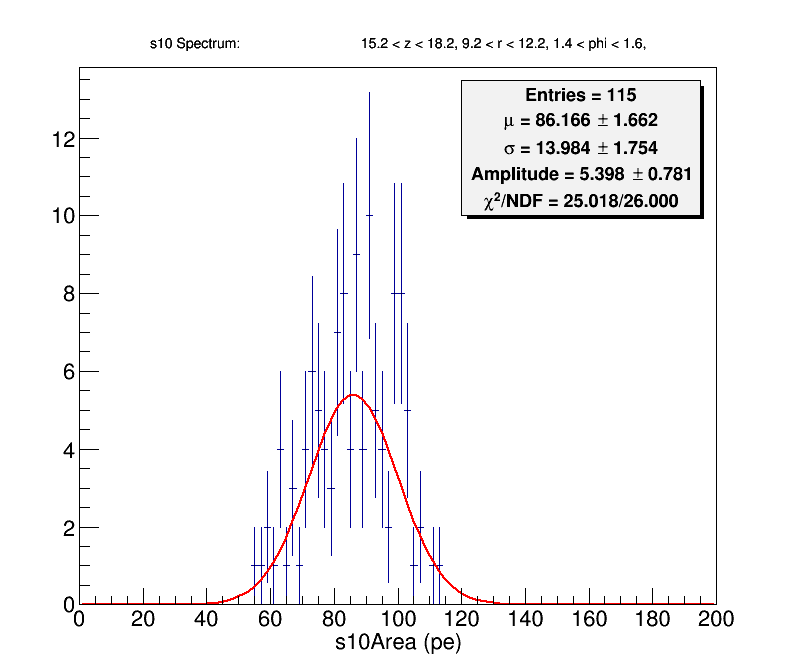 s10 Spectrum: 15.2 < z < 18.2, 9.2 < r < 12.2, 1.4 < phi < 1.6,
Entries = 115
μ = 86.166 ± 1.662
σ = 13.984 ± 1.754
Amplitude = 5.398 ± 0.781
χ²/NDF = 25.018/26.000
12
10
8
6
4
2
0
0 20 40 60 80 100 120 140 160 180 200
s10Area (pe)